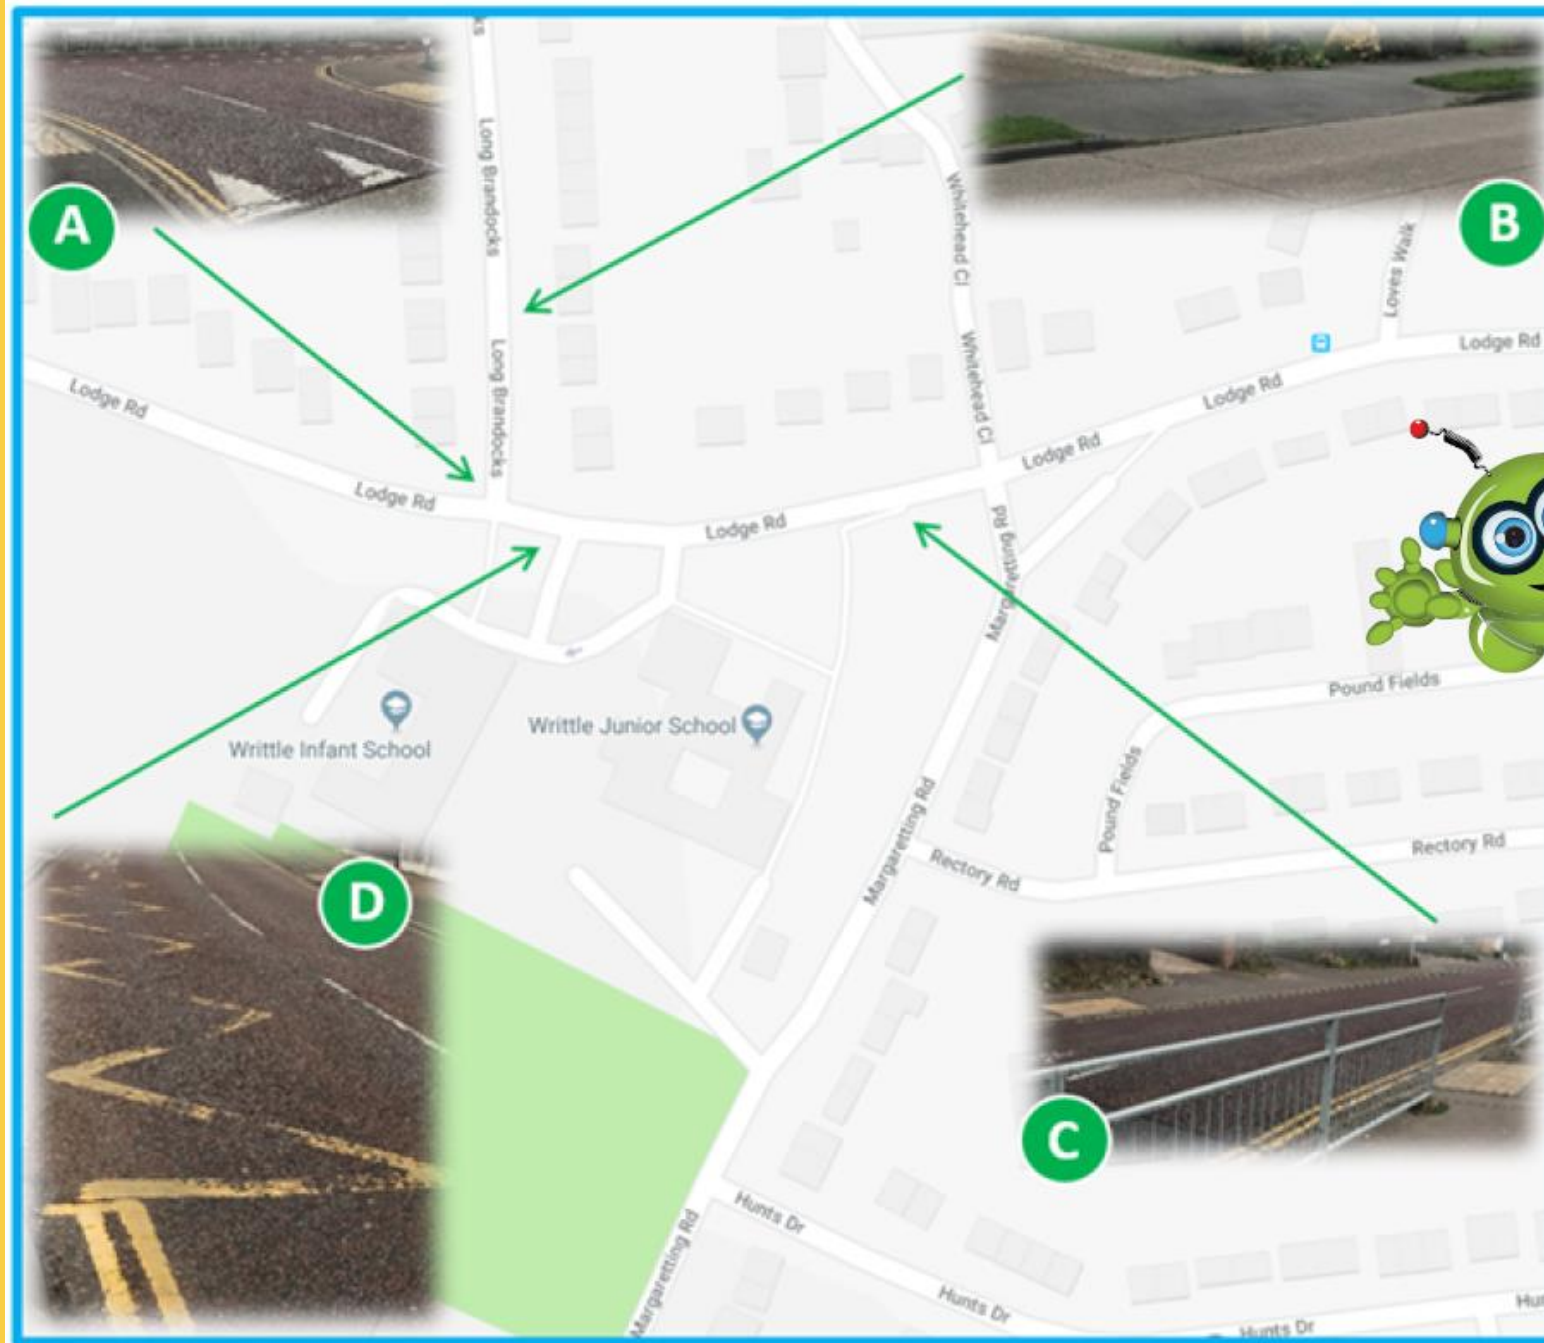 ks
Long Brandocks
A
B
Whitehead Cl
Loves Walk
Lodge Rd
Long Brandocks
Whitehead Cl
Lodge Rd
Lodge Rd
Lodge Rd
Lodge Rd
Lodge Rd
Margaretting Rd
Pound Fields
Writtle Junior School
Writtle Infant School
Pound Fields
Margaretting Rd
Rectory Rd
Rectory Rd
D
C
Hunts Dr
Margaretting Rd
Hunts Dr
Hun
Hunts Dr